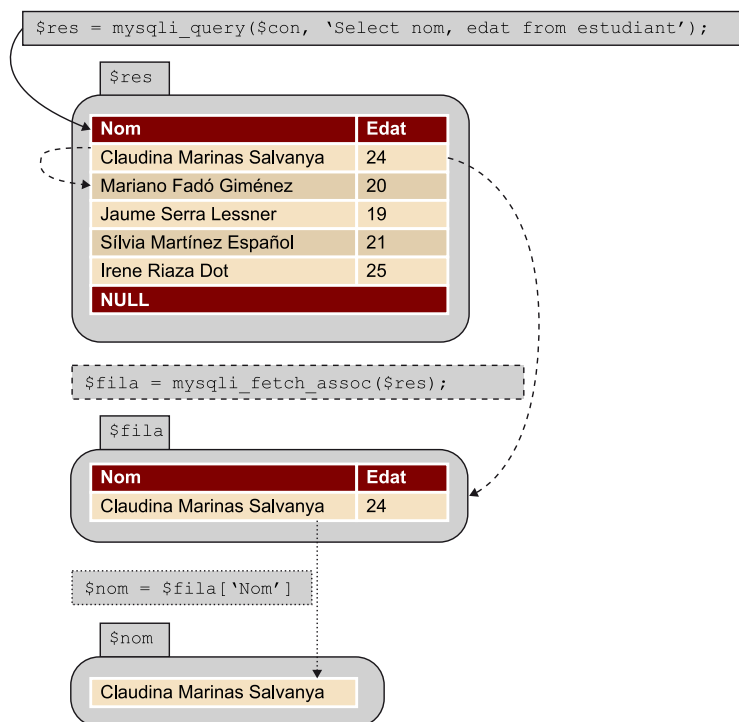 $res = mysqli_query($con, ‘Select nom, edat from estudiant’);
$res
Nom Edat
Claudina Marinas Salvanya 24
Mariano Fadó Giménez 20
Jaume Serra Lessner 19
Sílvia Martínez Español 21
Irene Riaza Dot 25
NULL
$fila = mysqli_fetch_assoc($res);
$fila
Nom Edat
Claudina Marinas Salvanya 24
$nom = $fila[‘Nom’]
$nom
Claudina Marinas Salvanya